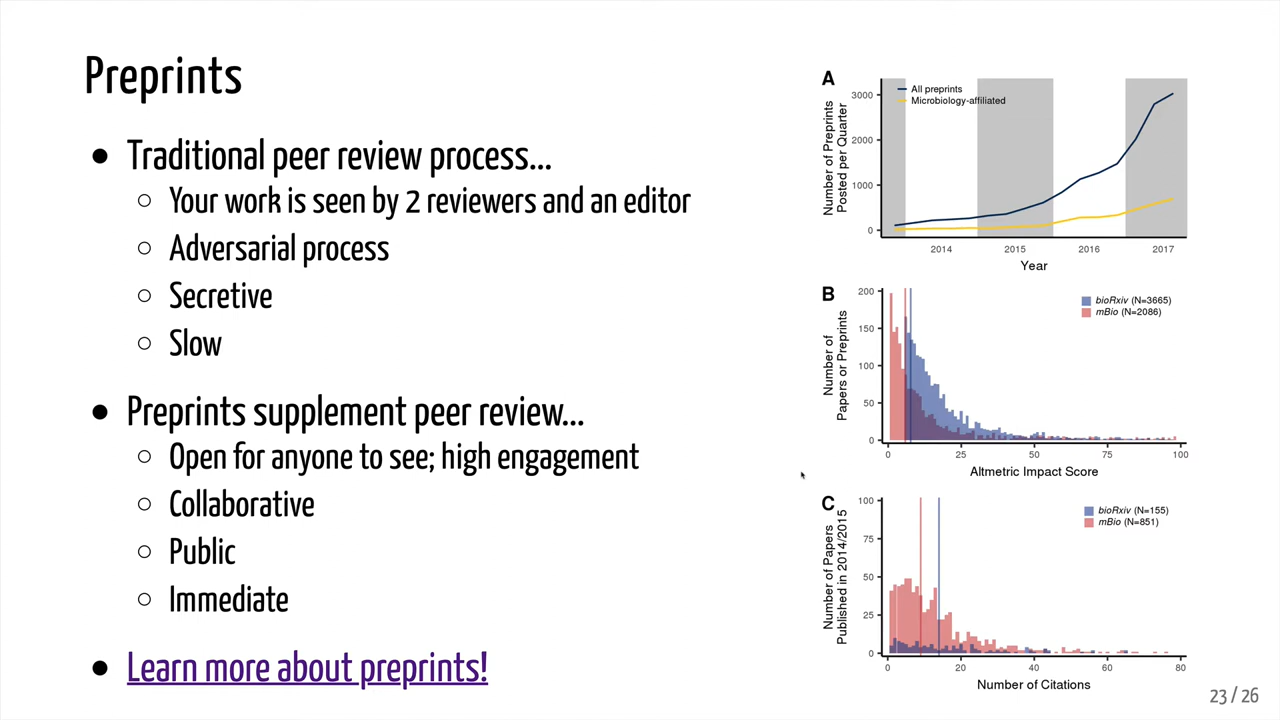 Preprints
• Traditional peer review process...
○ Your work is seen by 2 reviewers and an editor
○ Adversarial process
○ Secretive
○ Slow
• Preprints supplement peer review...
○ Open for anyone to see; high engagement
○ Collaborative
○ Public
○ Immediate
• Learn more about preprints!
A
Number of Preprints
Posted per Quarter
3000
2000
1000
0
All preprints
Microbiology-affiliated
2014 2015 2016 2017
Year
B
Number of
Papers or Preprints
200
150
100
50
0
bioRxiv (N=3665)
mBio (N=2086)
0 25 50 75 100
Altmetric Impact Score
C
Number of Papers
Published in 2014/2015
100
75
50
25
0
bioRxiv (N=155)
mBio (N=851)
0 20 40 60 80
Number of Citations
23 / 26